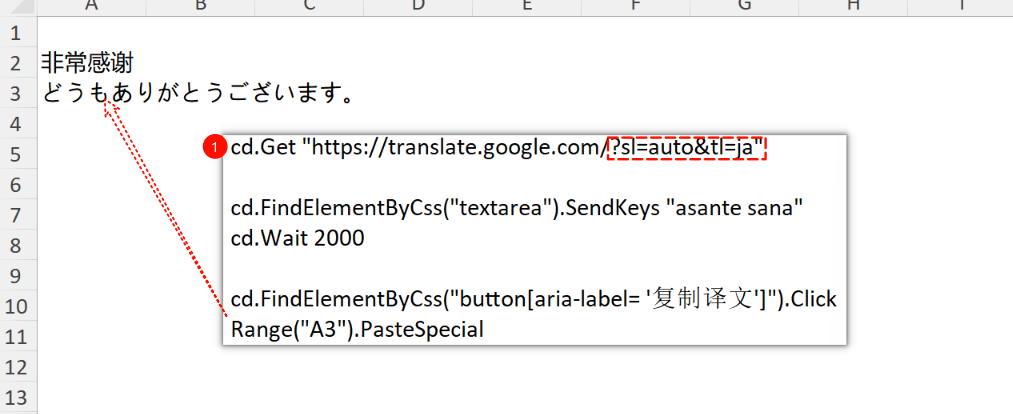 A B C D E F G H I
1
2 非常感谢
3 どうもありがとうございます。
4
5
6
7
8
9
10
11
12
13
1 cd.Get "https://translate.google.com/?sl=auto&tl=ja"
cd.FindElementByCss("textarea").SendKeys "asante sana"
cd.Wait 2000
cd.FindElementByCss("button[aria-label= '复制译文']").Click
Range("A3").PasteSpecial